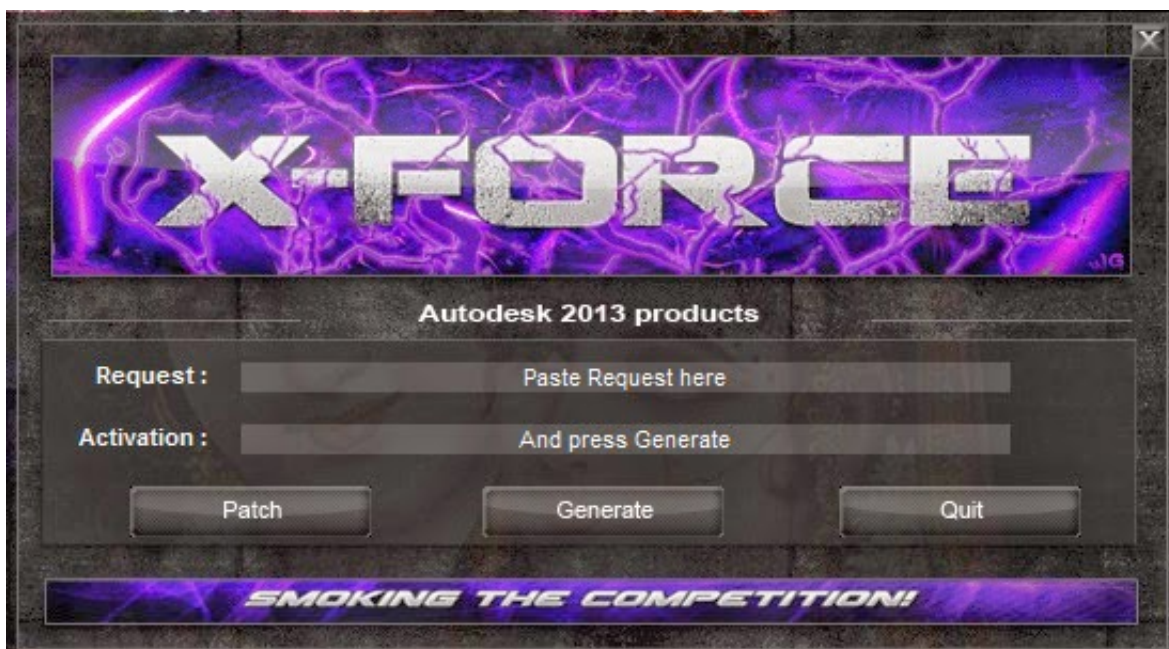 X
X-FORCE
Autodesk 2013 products
Request : Paste Request here
Activation : And press Generate
Patch Generate Quit
SMOKING THE COMPETITION!